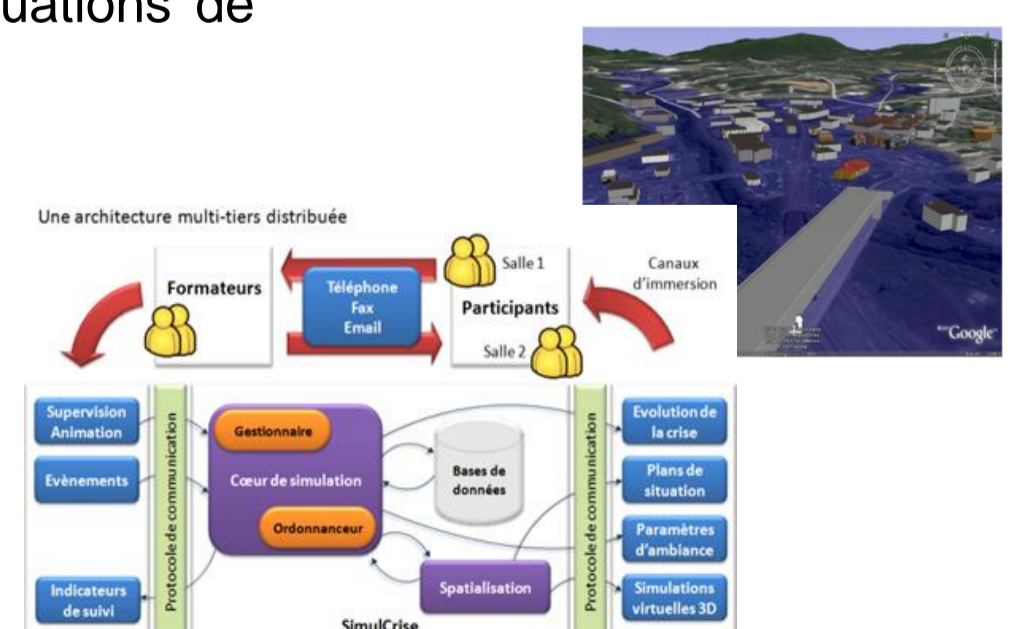 uations de
Une architecture multi-tiers distribuée
Formateurs
Téléphone
Fax
Email
Salle 1
Participants
Salle 2
Canaux
d'immersion
Google
Supervision
Animation
Evènements
Indicateurs
de suivi
Protocole de communication
Gestionnaire
Cœur de simulation
Ordonnanceur
Bases de
données
Spatialisation
SimulCrise
Protocole de communication
Evolution de
la crise
Plans de
situation
Paramètres
d'ambiance
Simulations
virtuelles 3D